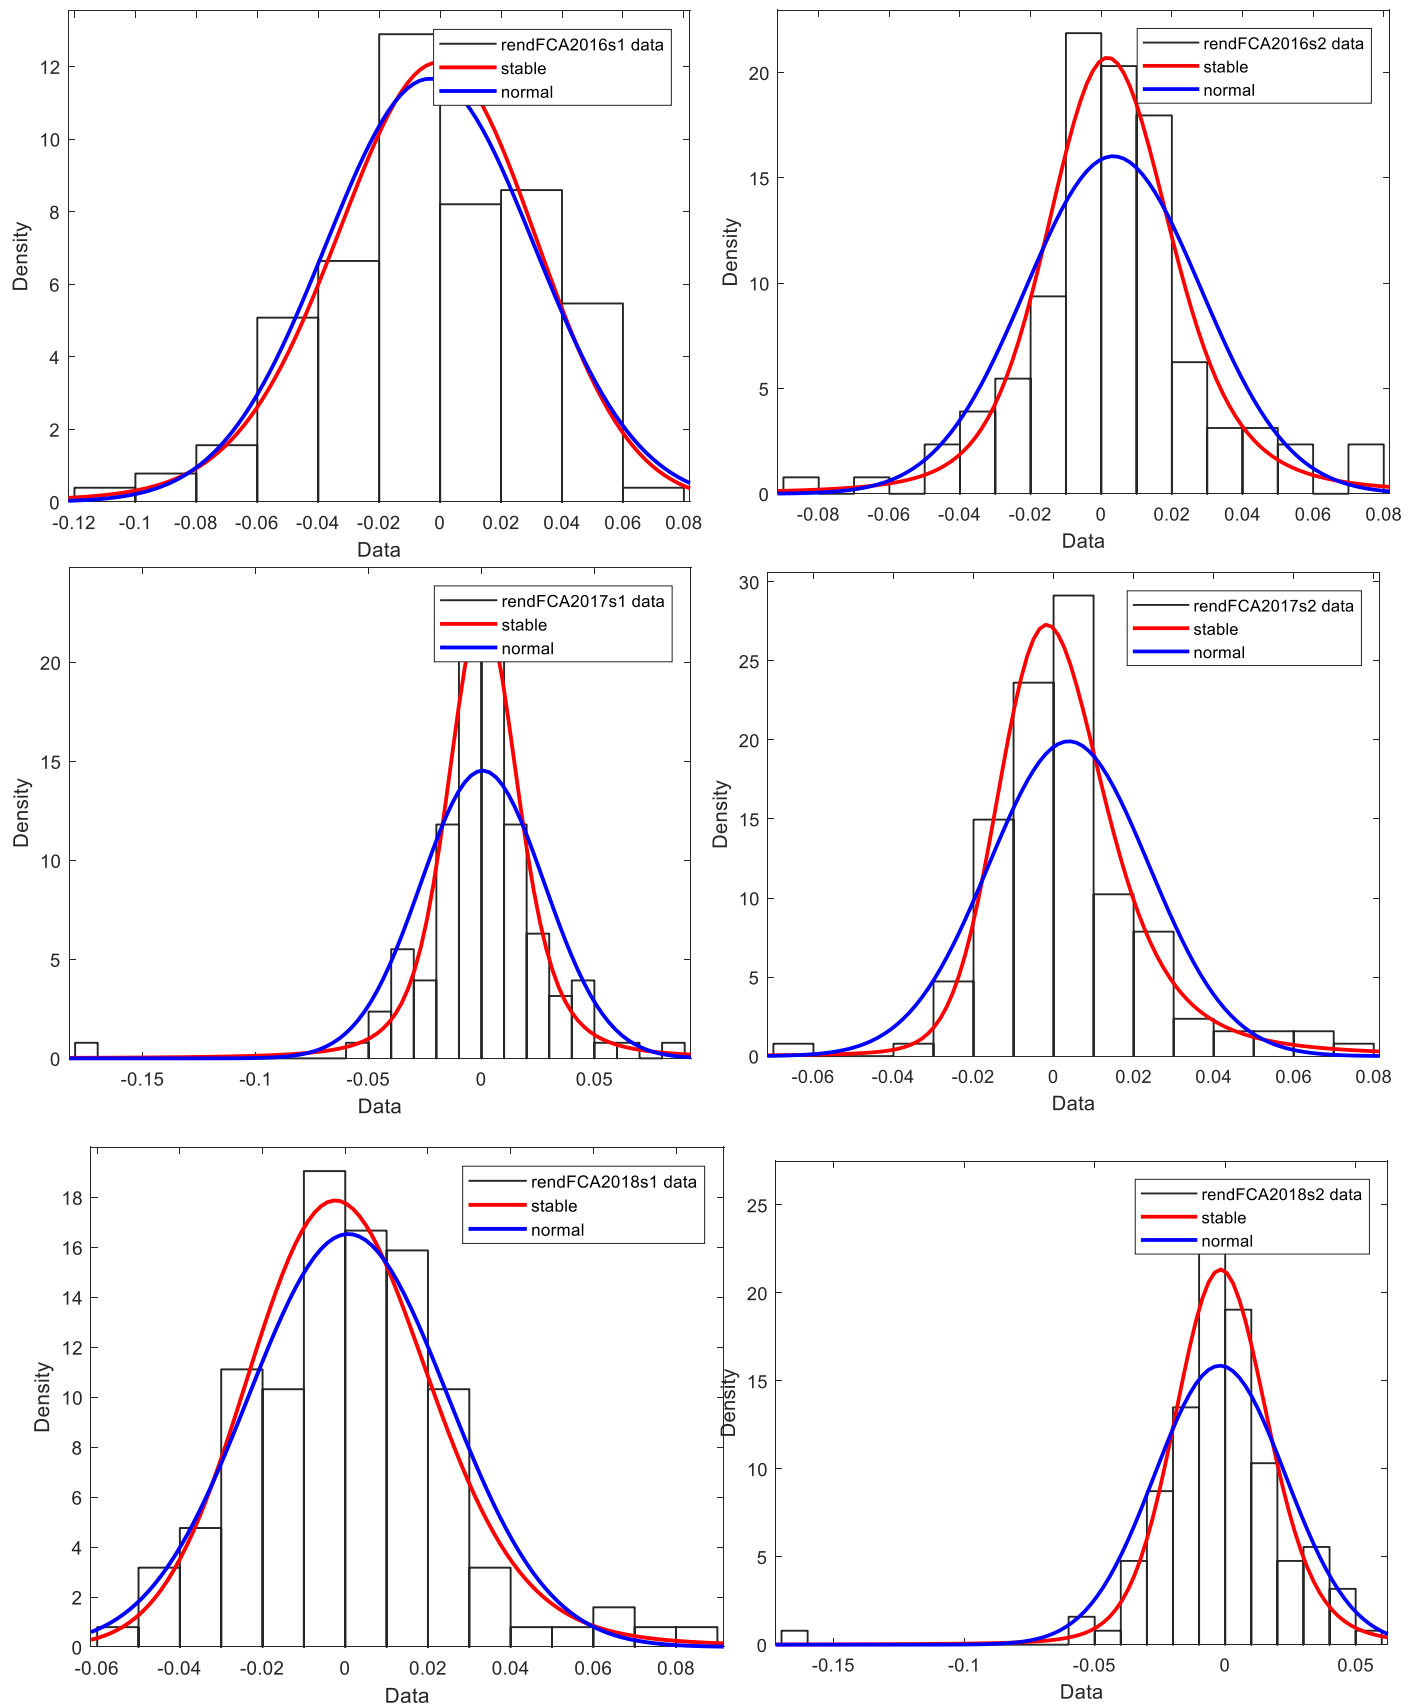 rendFCA2016s1 data
stable
normal
12
10
8
6
4
2
0
Density
-0.12 -0.1 -0.08 -0.06 -0.04 -0.02 0 0.02 0.04 0.06 0.08
Data
rendFCA2016s2 data
stable
normal
20
15
10
5
0
Density
-0.08 -0.06 -0.04 -0.02 0 0.02 0.04 0.06 0.08
Data
rendFCA2017s1 data
stable
normal
20
15
10
5
0
Density
-0.15 -0.1 -0.05 0 0.05
Data
rendFCA2017s2 data
stable
normal
30
25
20
15
10
5
0
Density
-0.06 -0.04 -0.02 0 0.02 0.04 0.06 0.08
Data
rendFCA2018s1 data
stable
normal
18
16
14
12
10
8
6
4
2
0
Density
-0.06 -0.04 -0.02 0 0.02 0.04 0.06 0.08
Data
rendFCA2018s2 data
stable
normal
25
20
15
10
5
0
Density
-0.15 -0.1 -0.05 0 0.05
Data